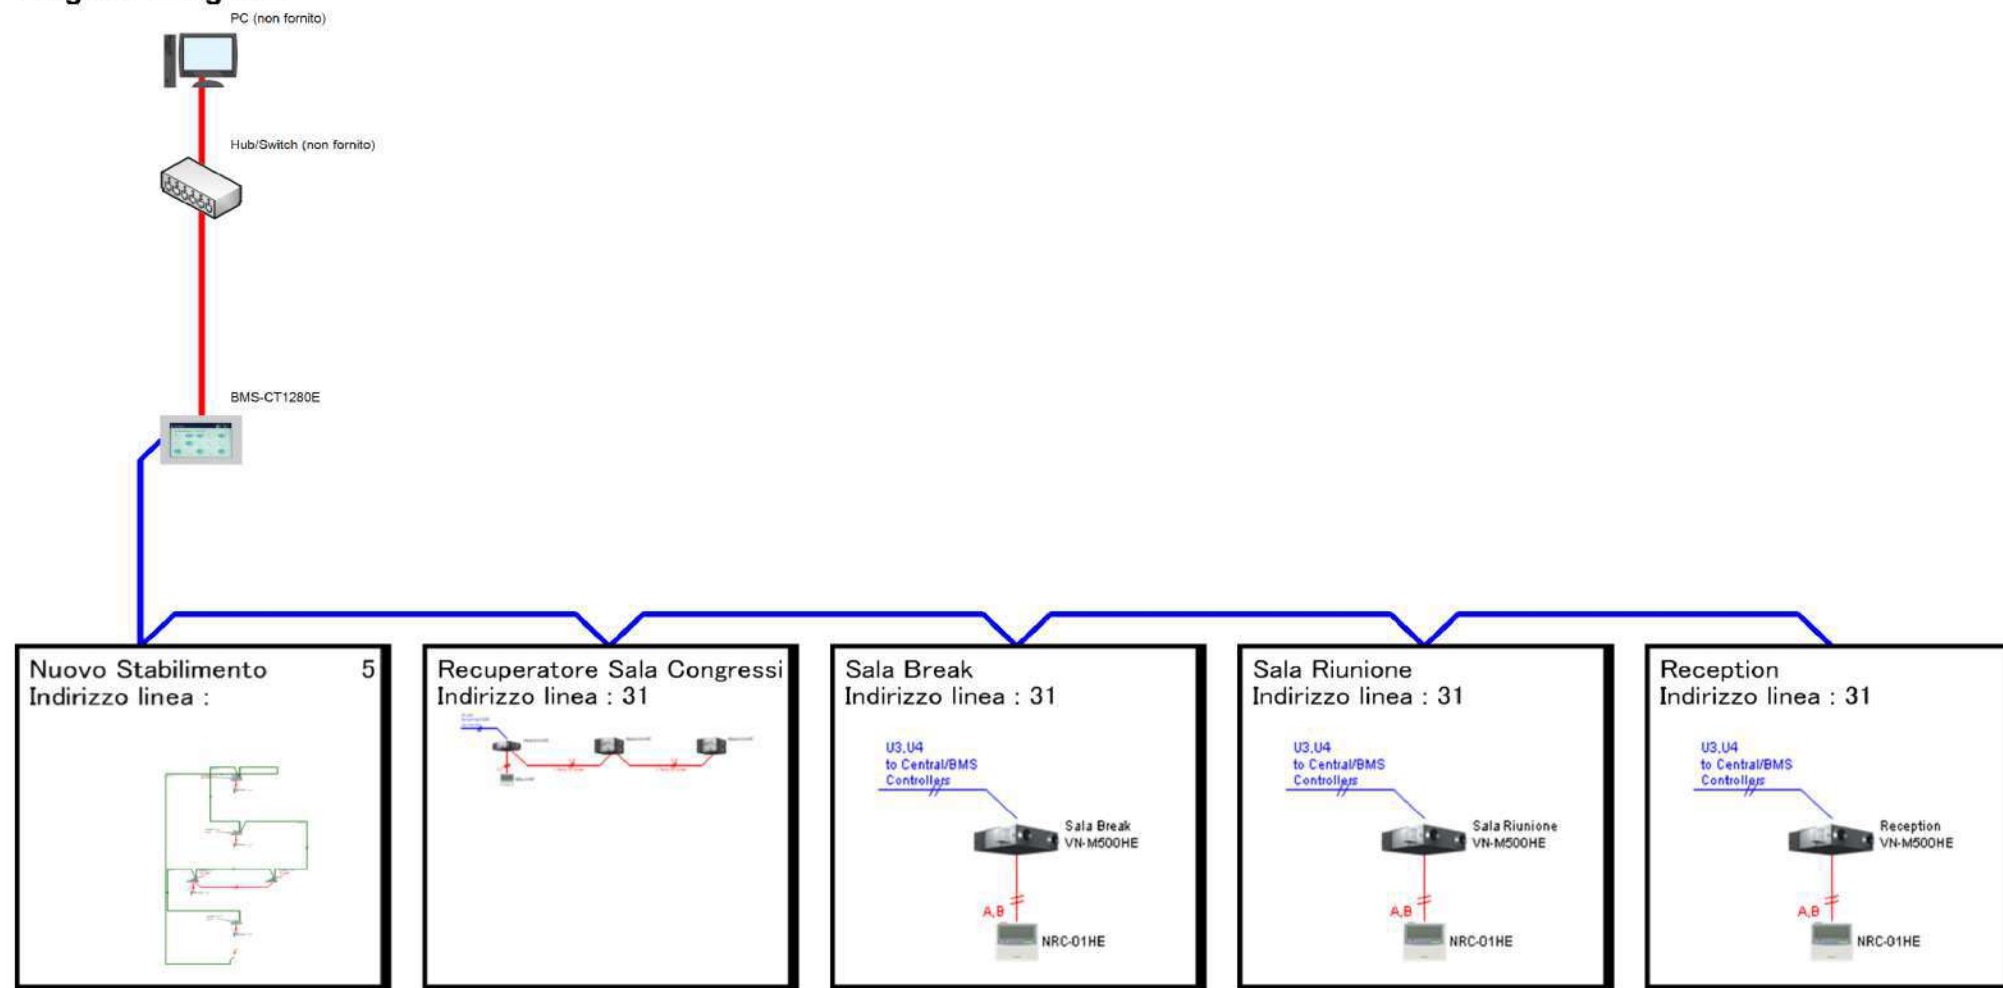 PC (non fornito)
Hub/Switch (non fornito)
BMS-CT1280E
Nuovo Stabilimento 5
Indirizzo linea :
Recuperatore Sala Congressi
Indirizzo linea : 31
Sala Break
Indirizzo linea : 31
U3,U4
to Central/BMS
Controllers
Sala Break
VN-M500HE
A,B
NRC-01HE
Sala Riunione
Indirizzo linea : 31
U3,U4
to Central/BMS
Controllers
Sala Riunione
VN-M500HE
A,B
NRC-01HE
Reception
Indirizzo linea : 31
U3,U4
to Central/BMS
Controllers
Reception
VN-M500HE
A,B
NRC-01HE